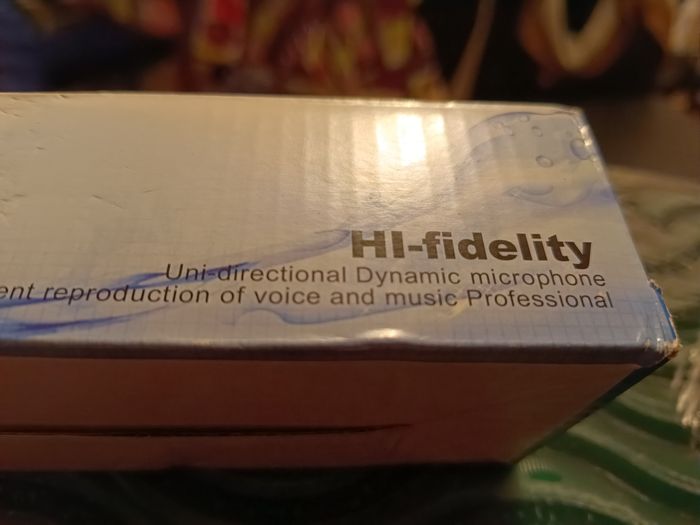 HI-fidelity
Uni-directional Dynamic microphone
ent reproduction of voice and music Professional